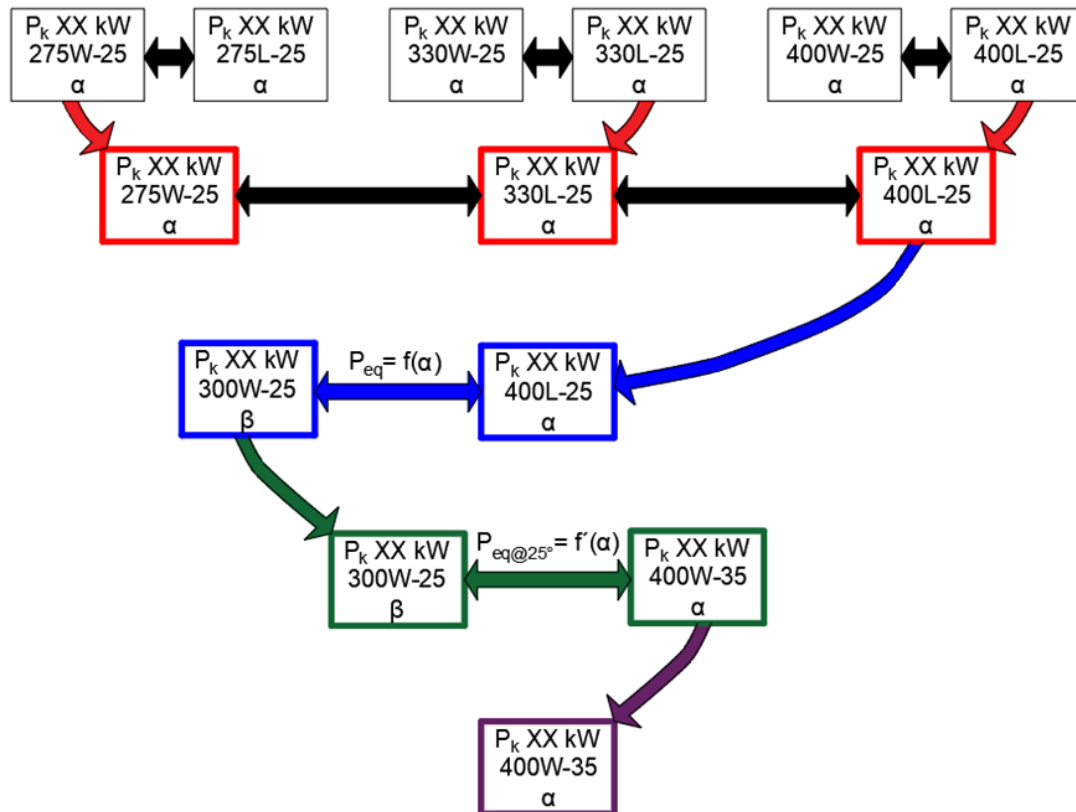 Pk XX kW
275W-25
α
Pk XX kW
275L-25
α
Pk XX kW
330W-25
α
Pk XX kW
330L-25
α
Pk XX kW
400W-25
α
Pk XX kW
400L-25
α
Pk XX kW
275W-25
α
Pk XX kW
330L-25
α
Pk XX kW
400L-25
α
Pk XX kW
300W-25
β
Peq= f(α)
Pk XX kW
400L-25
α
Pk XX kW
300W-25
β
Peq@25°= f´(α)
Pk XX kW
400W-35
α
Pk XX kW
400W-35
α